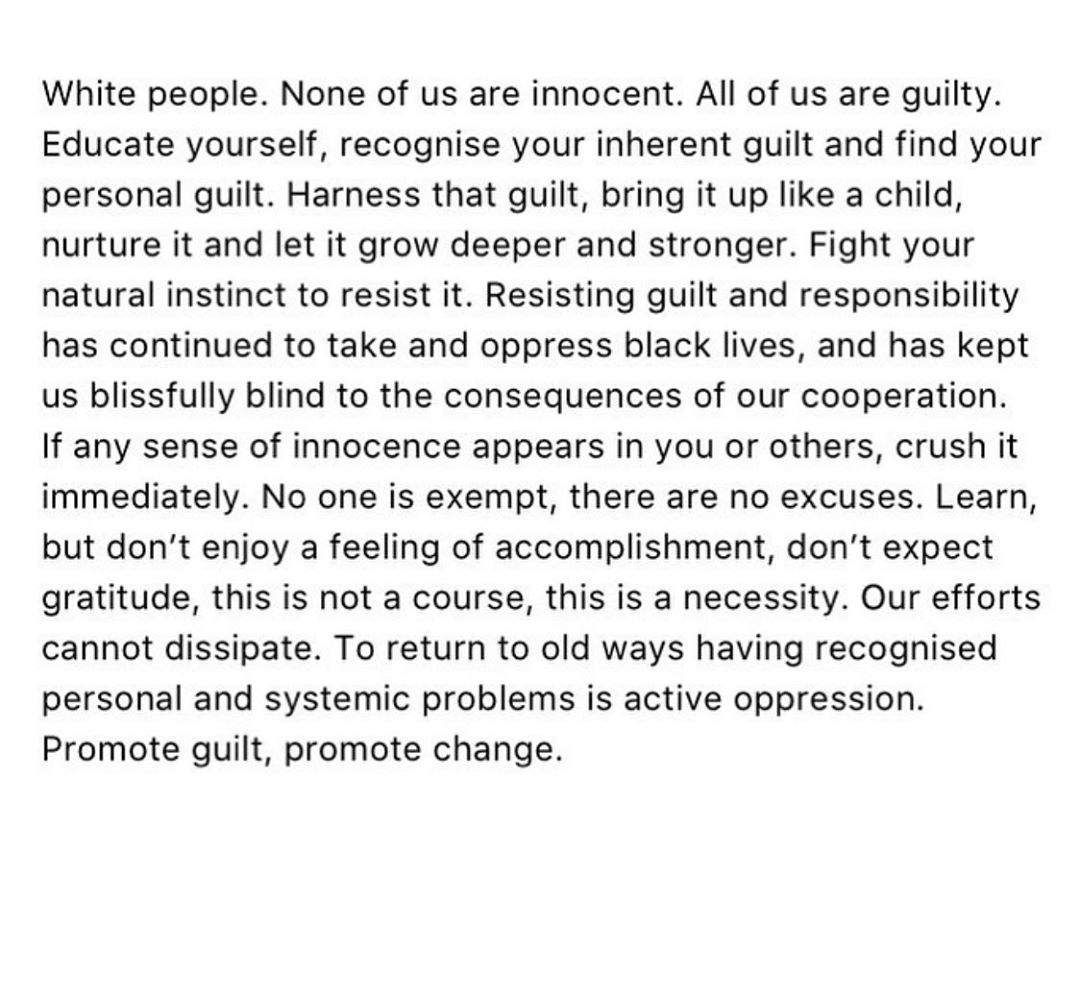 White people. None of us are innocent. All of us are guilty.
Educate yourself, recognise your inherent guilt and find your
personal guilt. Harness that guilt, bring it up like a child,
nurture it and let it grow deeper and stronger. Fight your
natural instinct to resist it. Resisting guilt and responsibility
has continued to take and oppress black lives, and has kept
us blissfully blind to the consequences of our cooperation.
If any sense of innocence appears in you or others, crush it
immediately. No one is exempt, there are no excuses. Learn,
but don’t enjoy a feeling of accomplishment, don’t expect
gratitude, this is not a course, this is a necessity. Our efforts
cannot dissipate. To return to old ways having recognised
personal and systemic problems is active oppression.
Promote guilt, promote change.